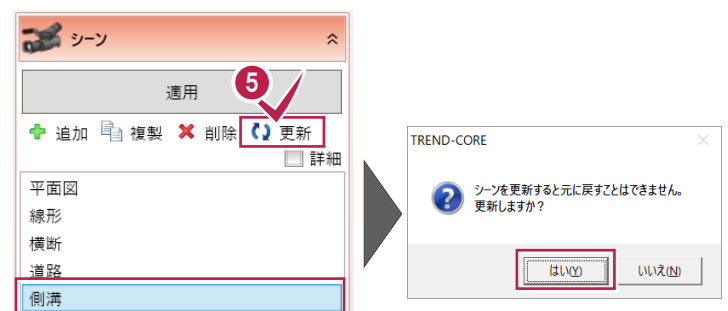 シーン
適用
5
追加 複製 削除 更新
詳細
平面図
線形
横断
道路
側溝
TREND-CORE
シーンを更新すると元に戻すことはできません。
更新しますか？
はい(Y) いいえ(N)